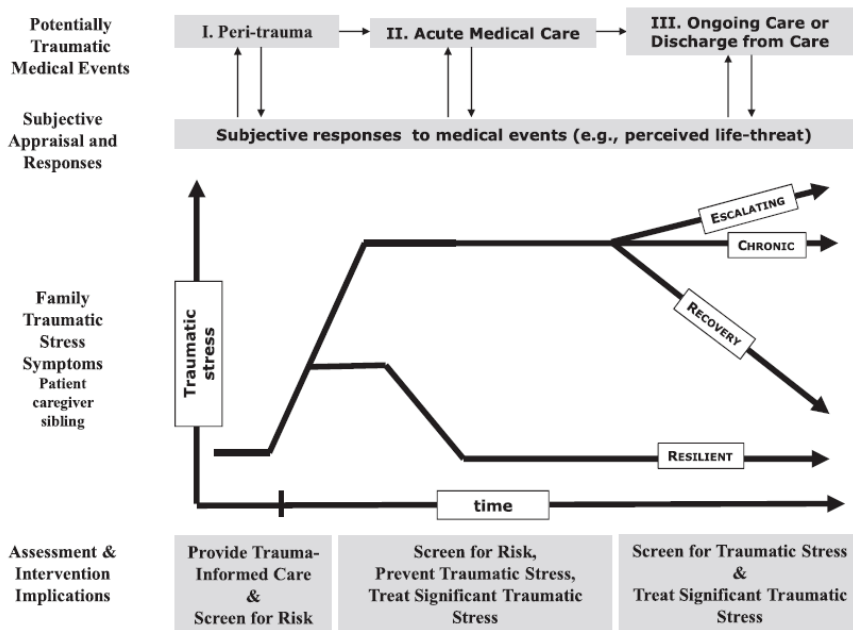 Potentially
Traumatic
Medical Events
I. Peri-trauma
II. Acute Medical Care
III. Ongoing Care or
Discharge from Care
Subjective
Appraisal and
Responses
Subjective responses to medical events (e.g., perceived life-threat)
Family
Traumatic
Stress
Symptoms
Patient
caregiver
sibling
Traumatic
stress
ESCALATING
CHRONIC
RECOVERY
RESILIENT
time
Assessment &
Intervention
Implications
Provide Trauma-
Informed Care
&
Screen for Risk
Screen for Risk,
Prevent Traumatic Stress,
Treat Significant Traumatic
Stress
Screen for Traumatic Stress
&
Treat Significant Traumatic
Stress